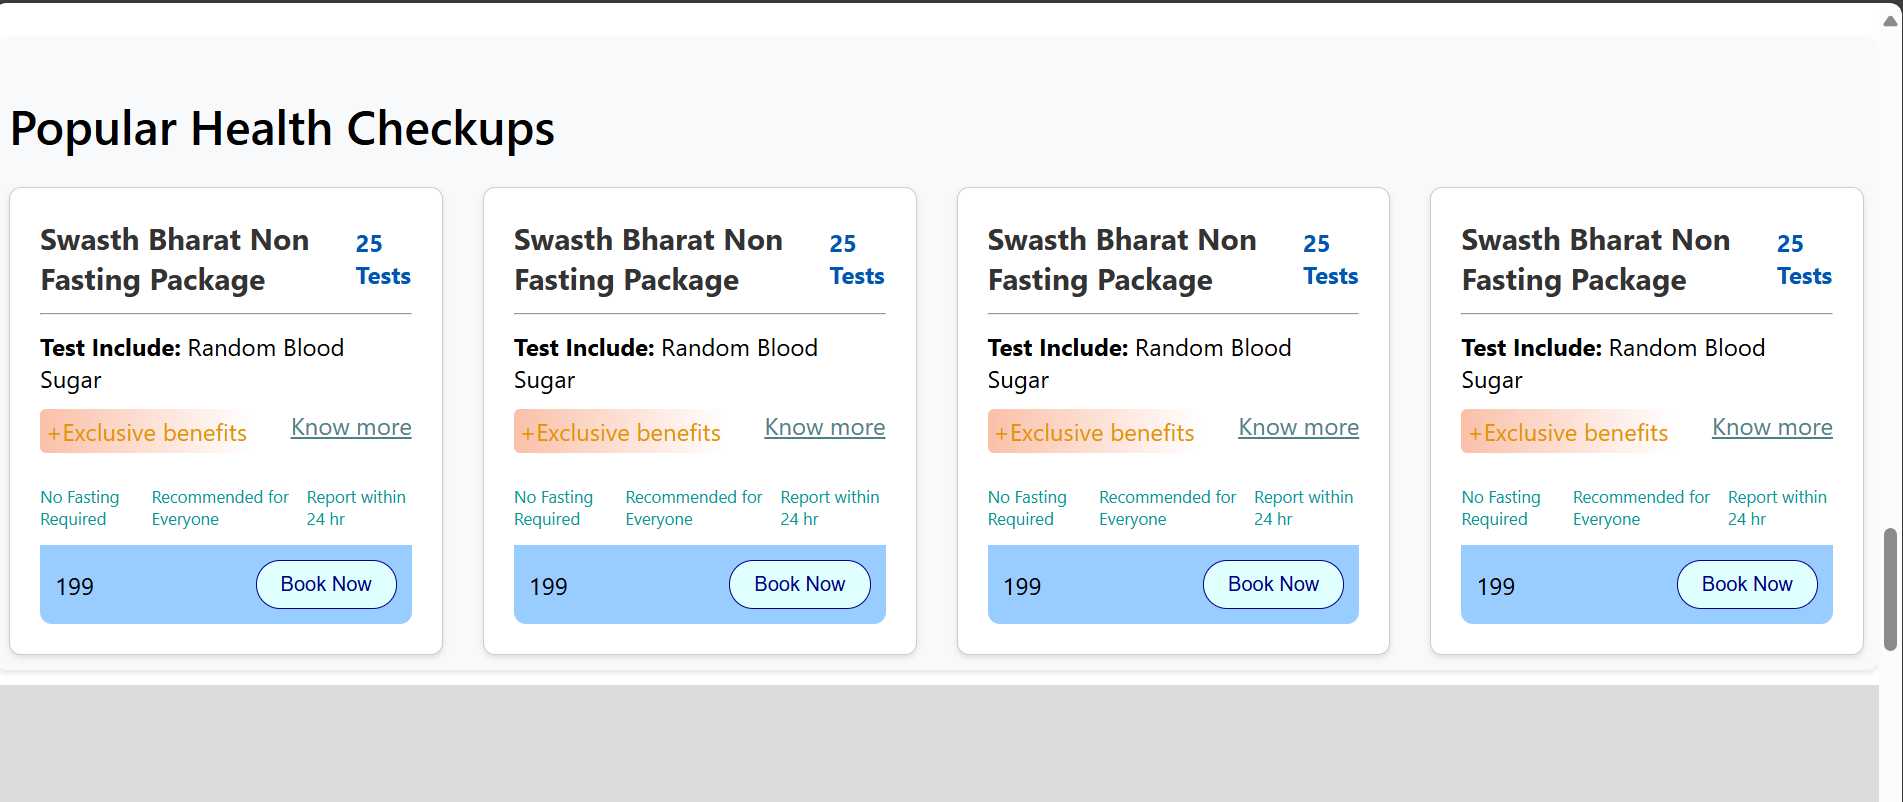 Popular Health Checkups
Swasth Bharat Non
Fasting Package
25
Tests
Test Include: Random Blood
Sugar
+Exclusive benefits
Know more
No Fasting
Required
Recommended for
Everyone
Report within
24 hr
199
Book Now
Swasth Bharat Non
Fasting Package
25
Tests
Test Include: Random Blood
Sugar
+Exclusive benefits
Know more
No Fasting
Required
Recommended for
Everyone
Report within
24 hr
199
Book Now
Swasth Bharat Non
Fasting Package
25
Tests
Test Include: Random Blood
Sugar
+Exclusive benefits
Know more
No Fasting
Required
Recommended for
Everyone
Report within
24 hr
199
Book Now
Swasth Bharat Non
Fasting Package
25
Tests
Test Include: Random Blood
Sugar
+Exclusive benefits
Know more
No Fasting
Required
Recommended for
Everyone
Report within
24 hr
199
Book Now